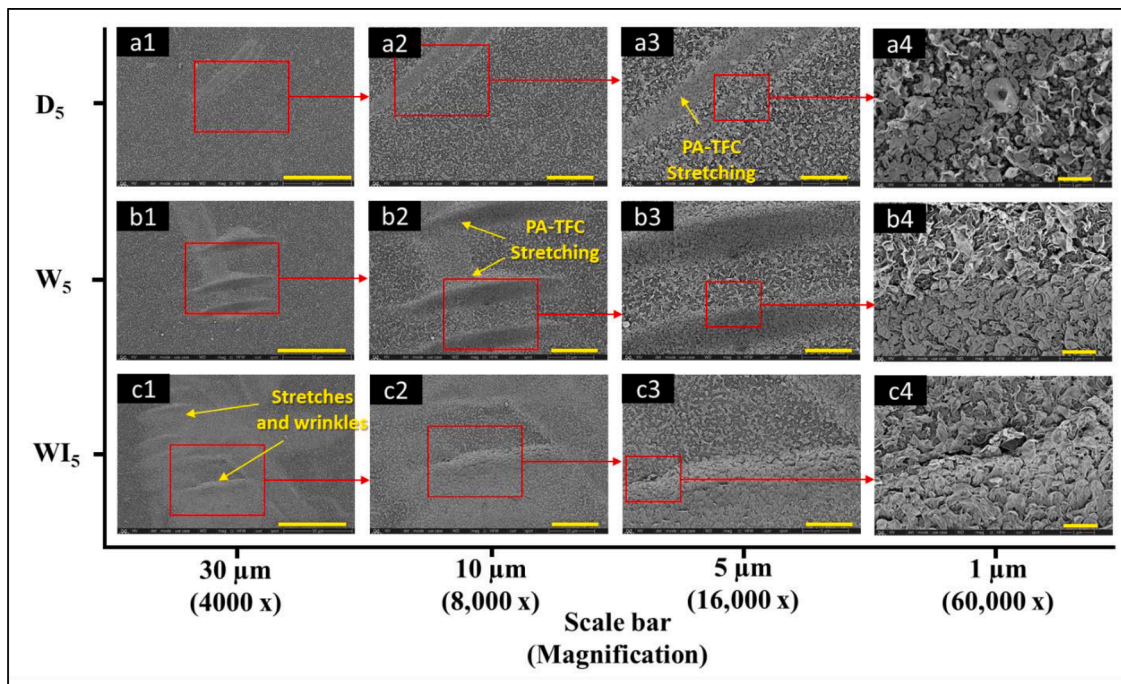 a1
a2
a3
a4
D₅
PA-TFC
Stretching
b1
b2
b3
b4
W₅
PA-TFC
Stretching
c1
c2
c3
c4
Stretches
and wrinkles
WI₅
30 µm
10 µm
5 µm
1 µm
(4000 x)
(8,000 x)
(16,000 x)
(60,000 x)
Scale bar
(Magnification)